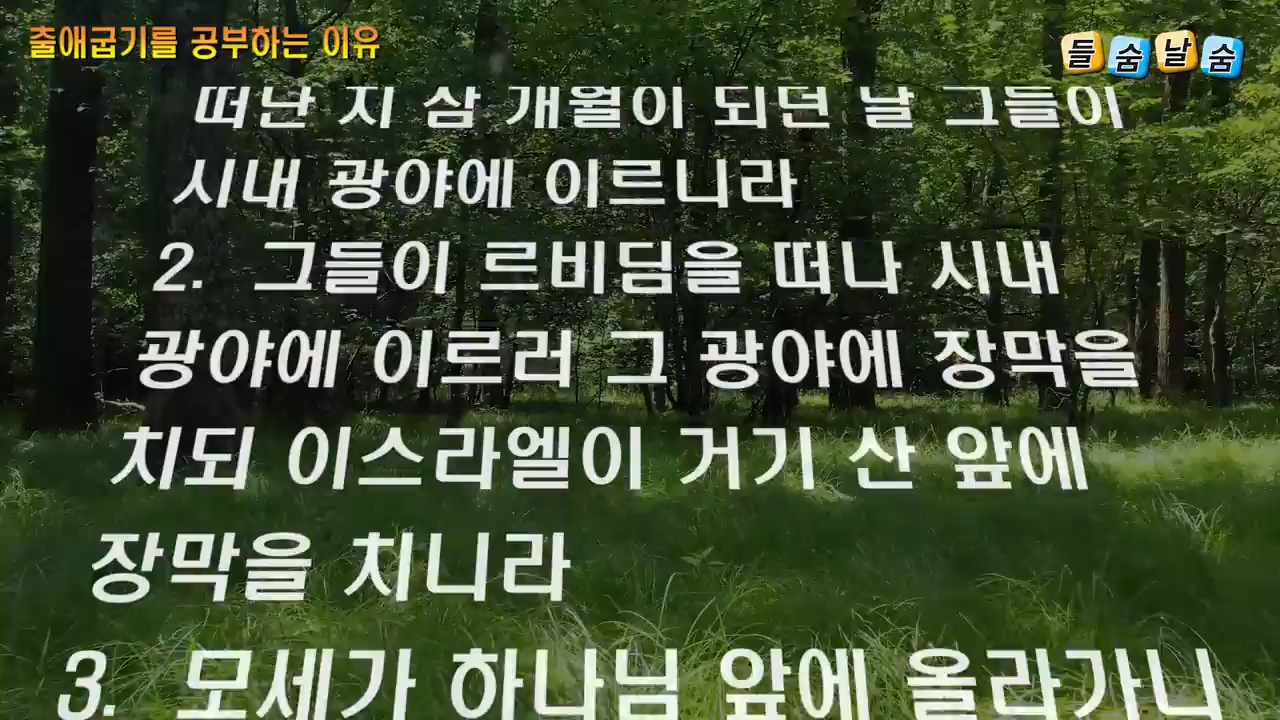 출애굽기를 공부하는 이유
들숨날숨
떠난 지 삼 개월이 되던 날 그들이
시내 광야에 이르니라
2. 그들이 르비딤을 떠나 시내
광야에 이르러 그 광야에 장막을
치되 이스라엘이 거기 산 앞에
장막을 치니라
3. 모세가 하나님 앞에 올라가니